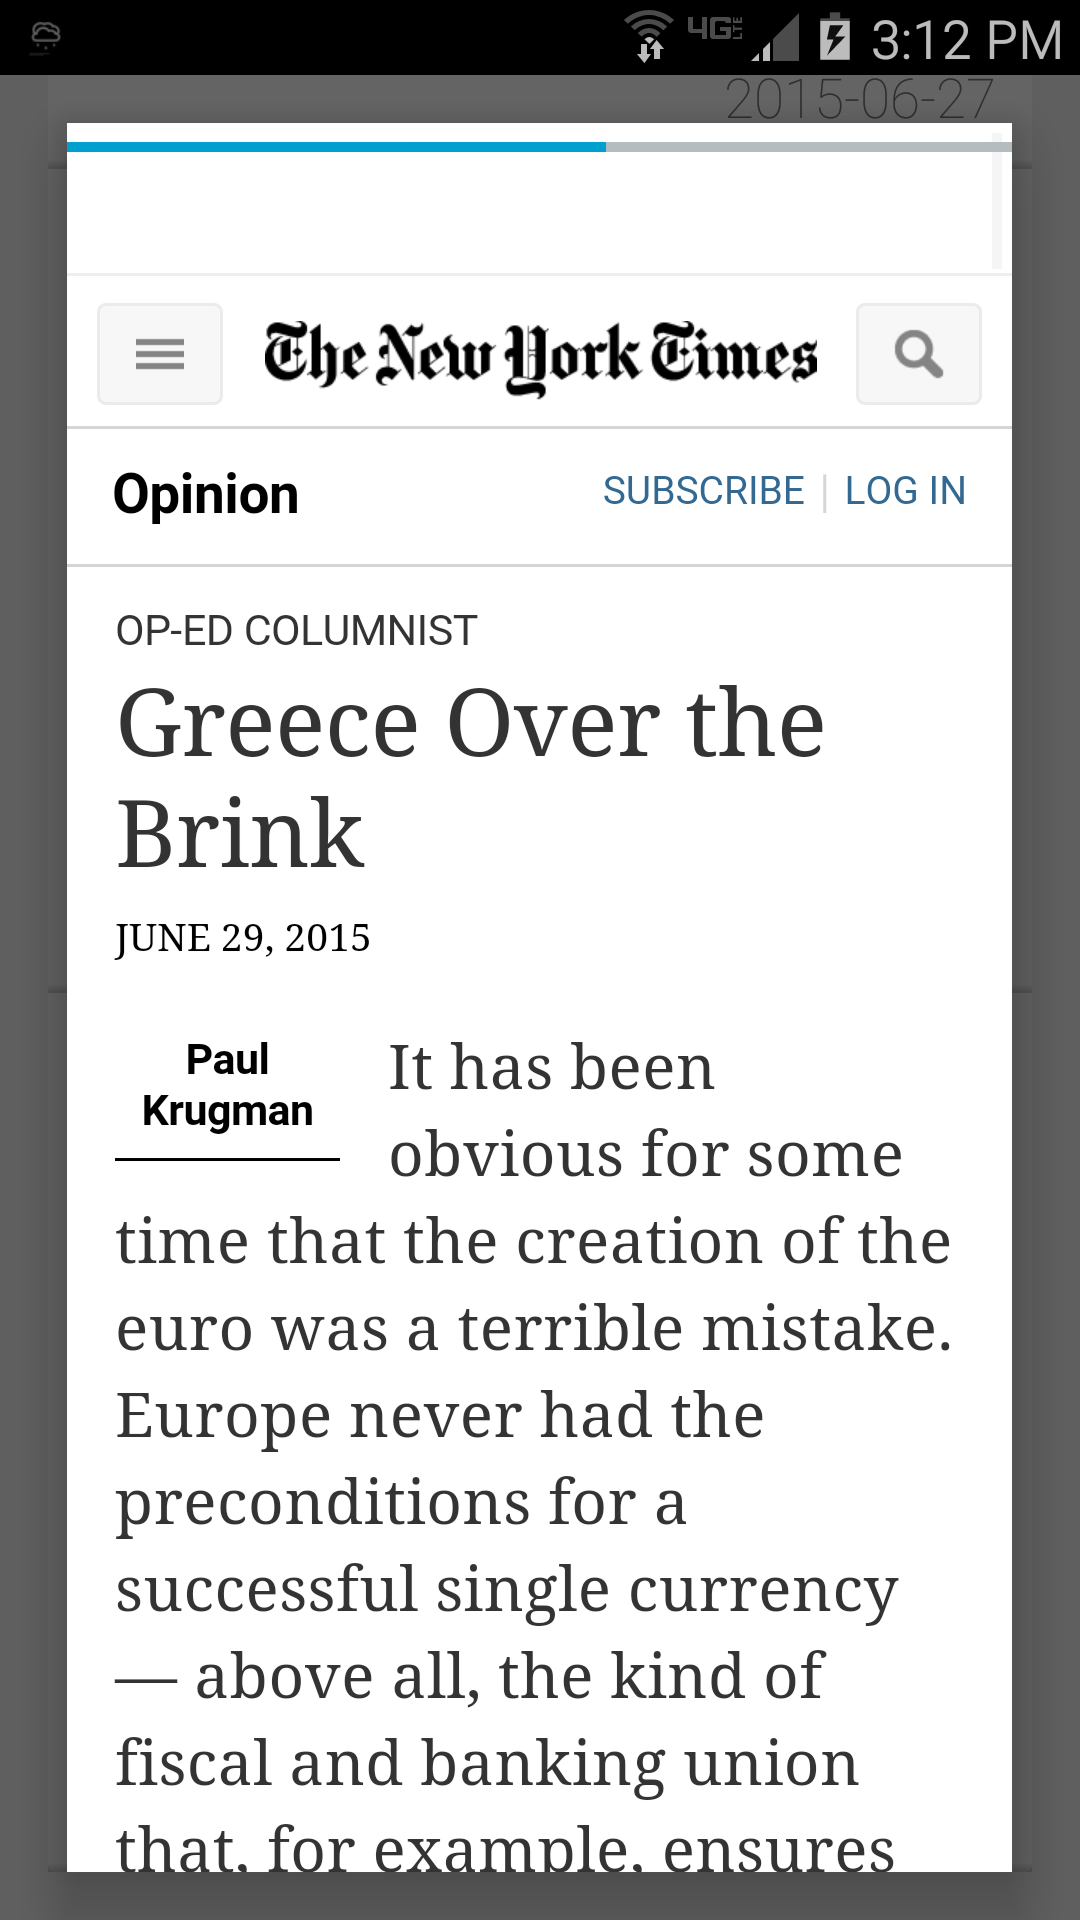 4G LTE 3:12 PM
2015-06-27
The New York Times
Opinion SUBSCRIBE | LOG IN
OP-ED COLUMNIST
Greece Over the
Brink
JUNE 29, 2015
Paul
Krugman
It has been
obvious for some
time that the creation of the
euro was a terrible mistake.
Europe never had the
preconditions for a
successful single currency
— above all, the kind of
fiscal and banking union
that, for example, ensures